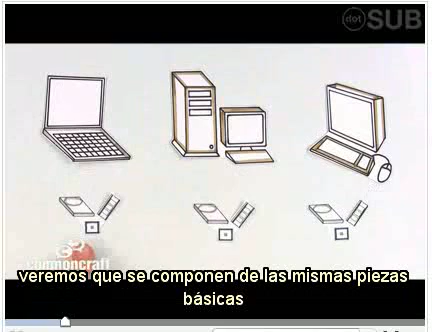 dotSUB
commoncraft
veremos que se componen de las mismas piezas
básicas